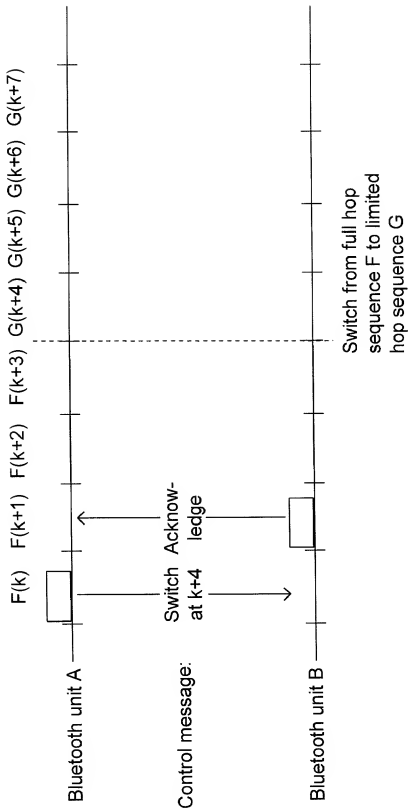 F(k) F(k+1) F(k+2) F(k+3) G(k+4) G(k+5) G(k+6) G(k+7)
Bluetooth unit A
Control message:
Switch
at k+4
Acknow-
ledge
Bluetooth unit B
Switch from full hop
sequence F to limited
hop sequence G